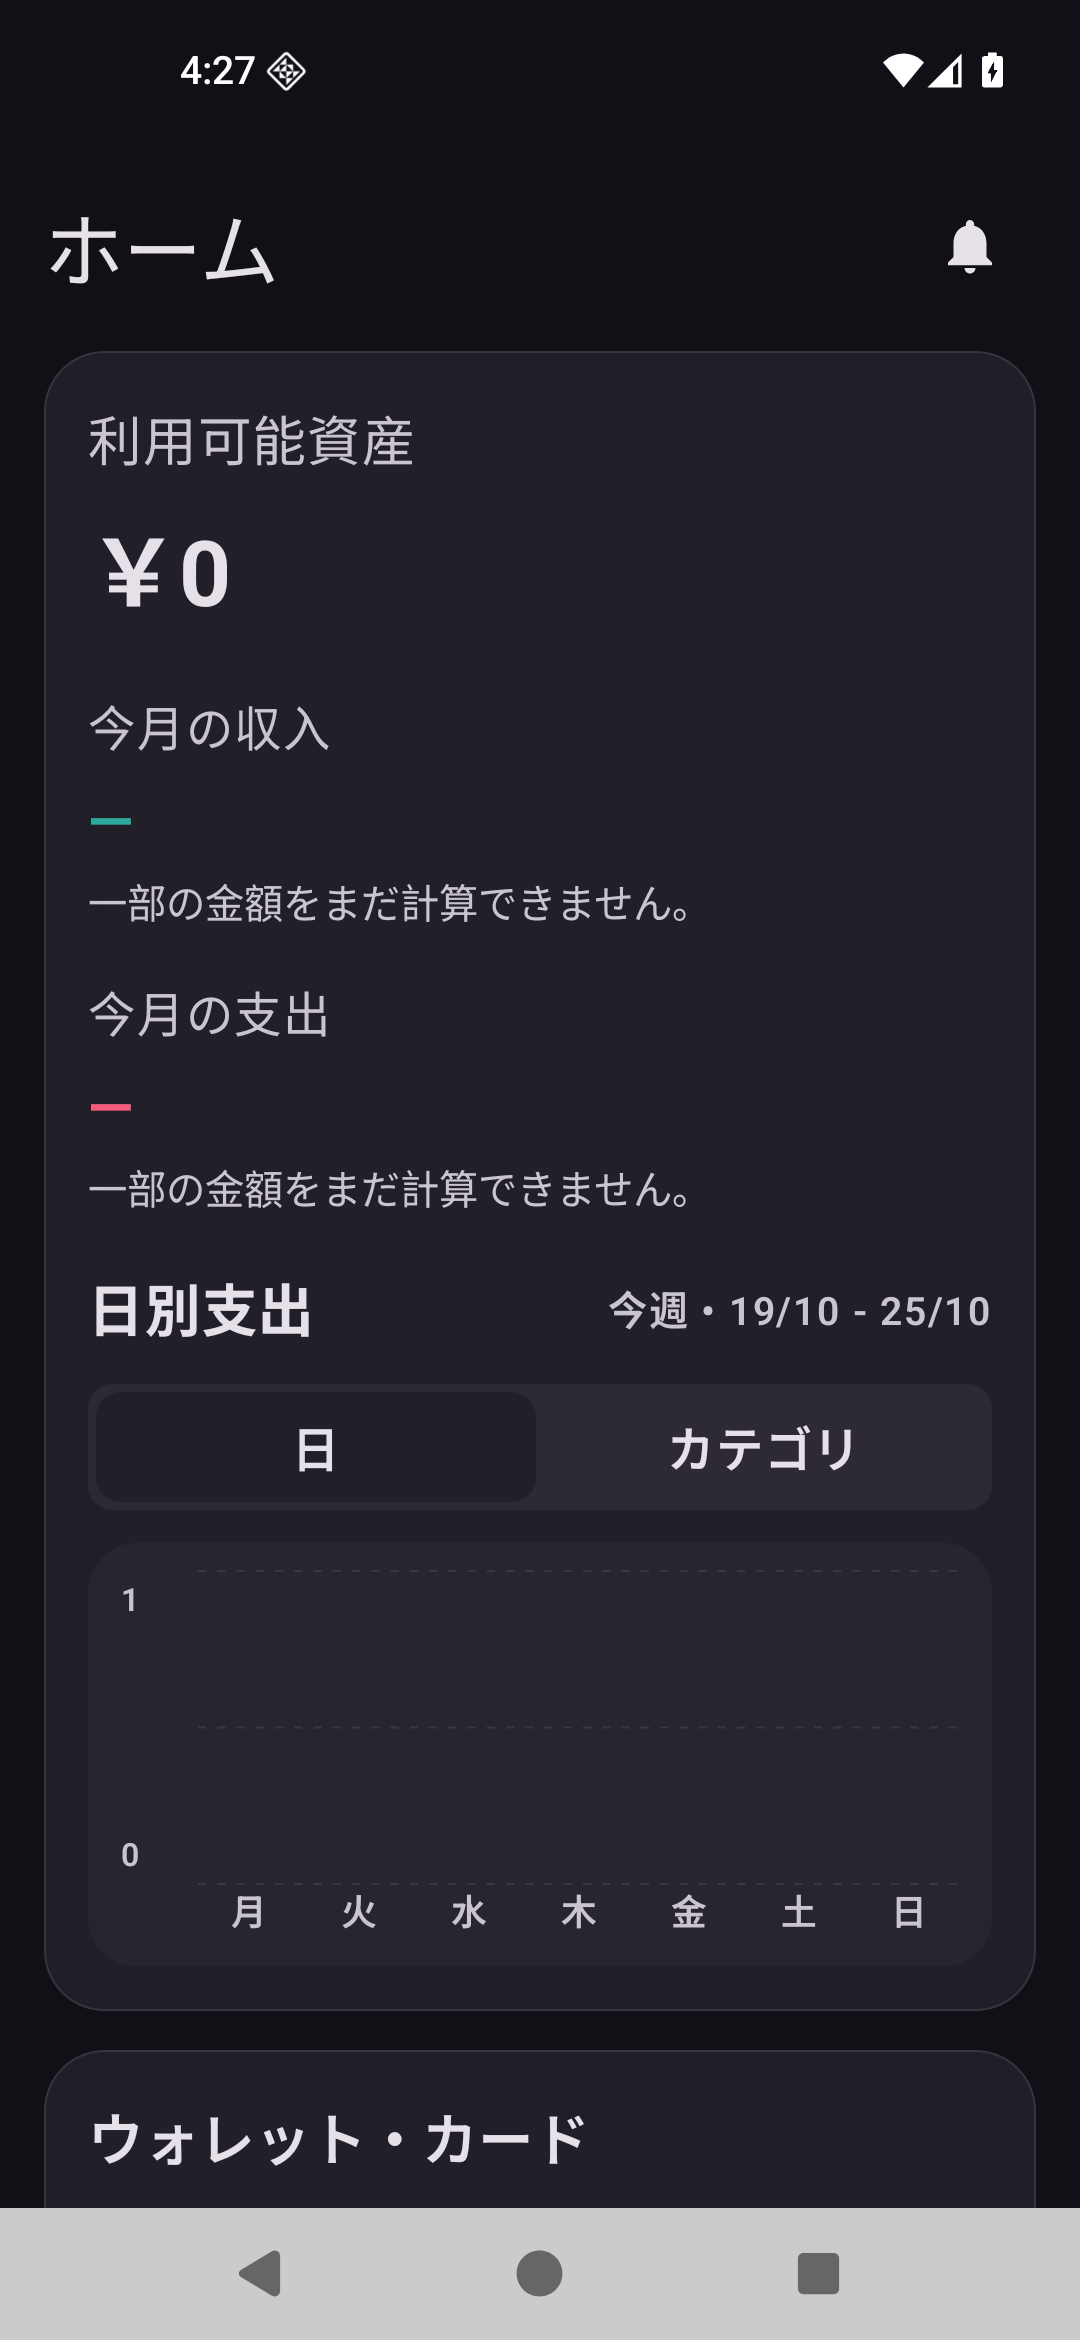 4:27
ホーム
利用可能資産
￥0
今月の収入
—
一部の金額をまだ計算できません。
今月の支出
—
一部の金額をまだ計算できません。
日別支出
今週・19/10 - 25/10
日 カテゴリ
1
0
月 火 水 木 金 土 日
ウォレット・カード